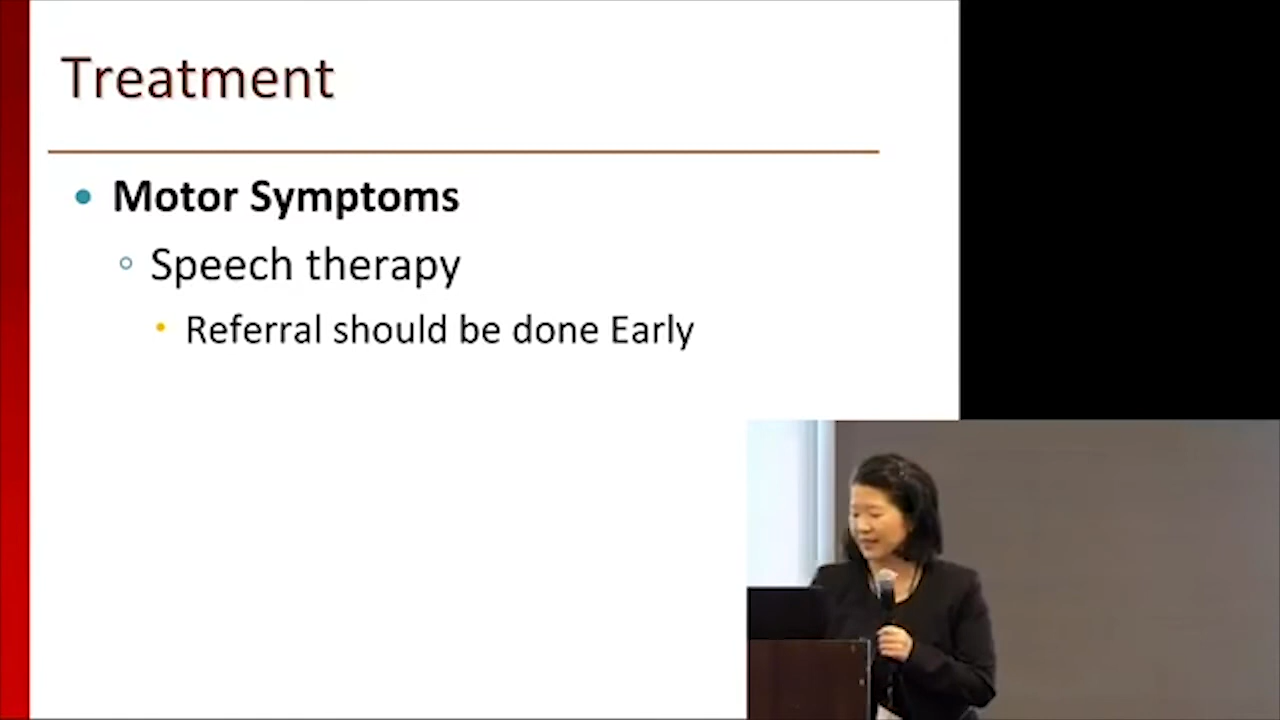 Treatment
Motor Symptoms
Speech therapy
Referral should be done Early